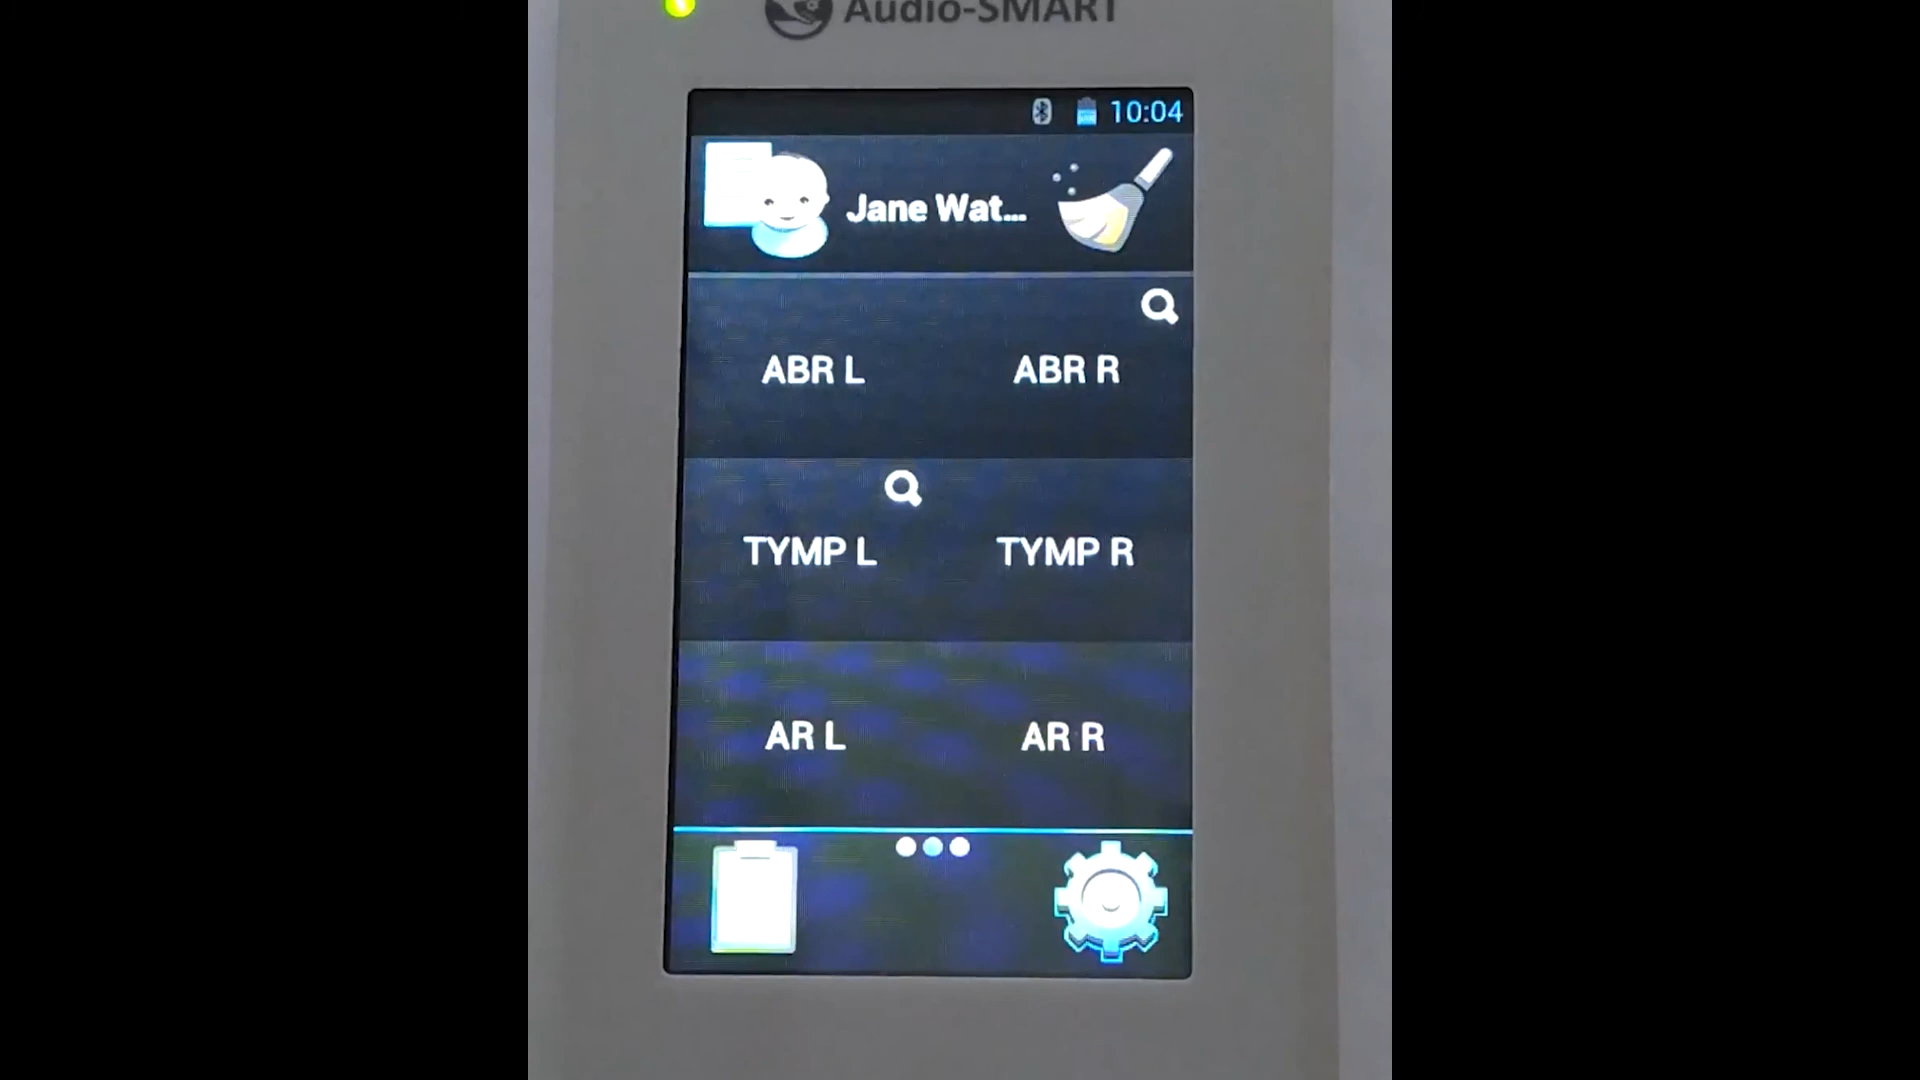 Audio-SMART
10:04
Jane Wat...
ABR L ABR R
TYMP L TYMP R
AR L AR R